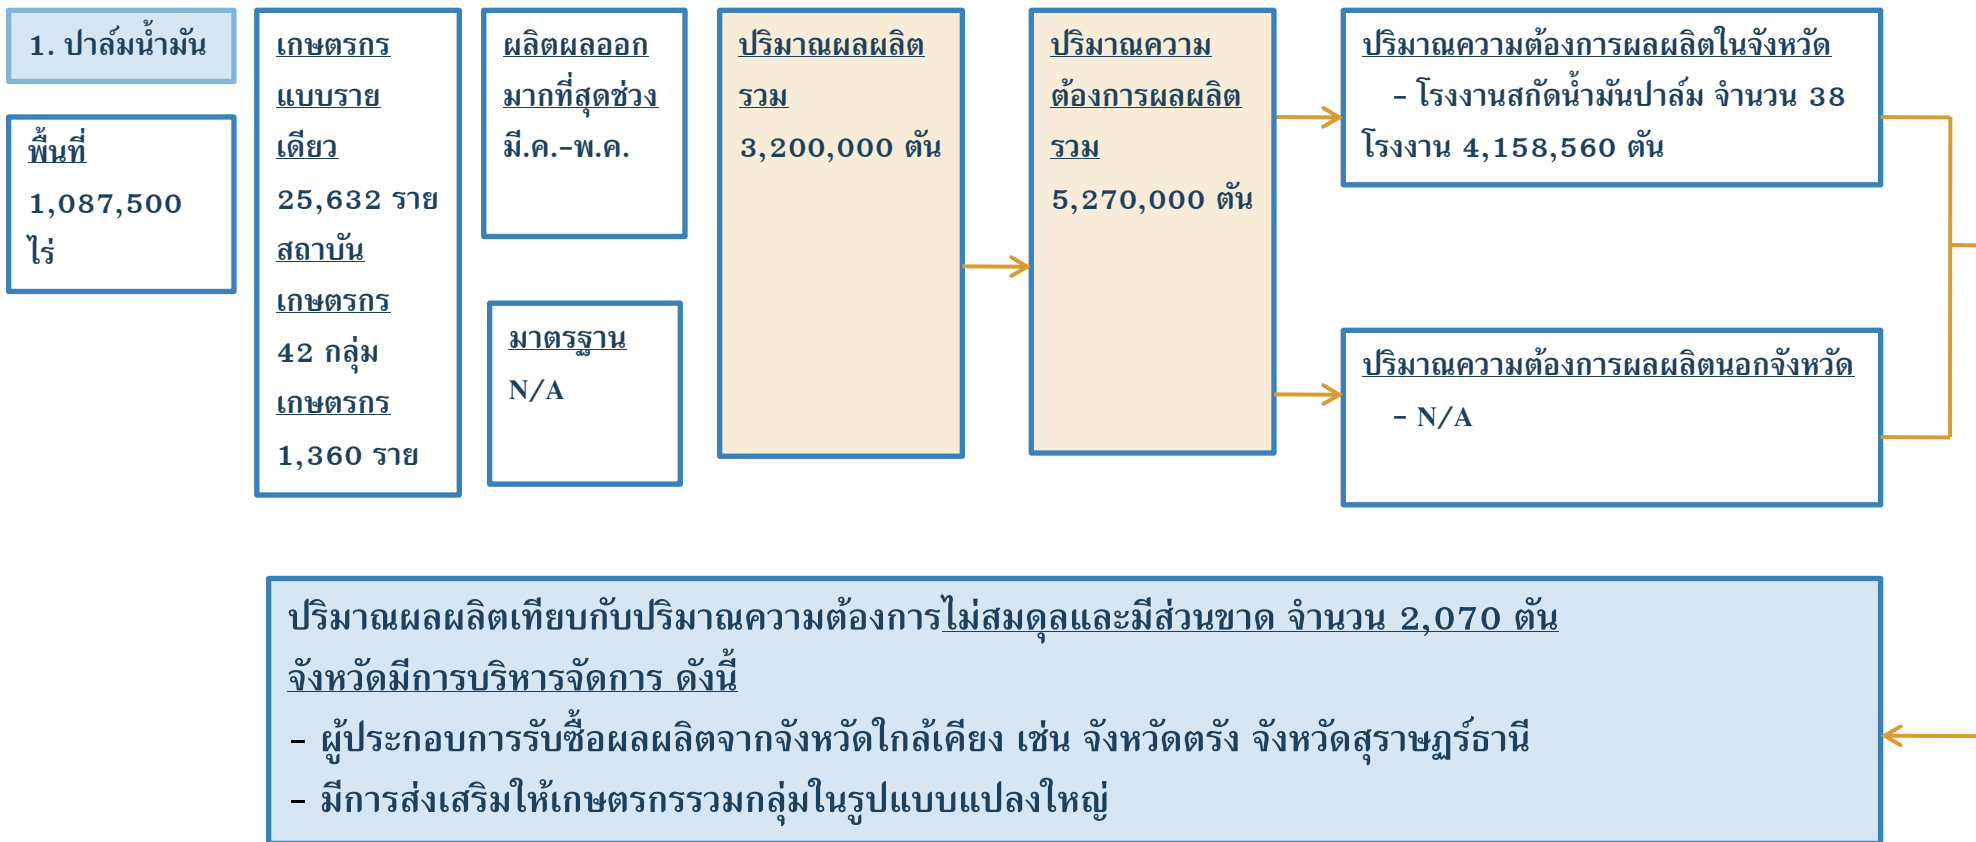 1. ปาล์มน้ำมัน
พื้นที่
1,087,500
ไร่
เกษตรกร
แบบราย
เดียว
25,632 ราย
สถาบัน
เกษตรกร
42 กลุ่ม
เกษตรกร
1,360 ราย
ผลิตผลออก
มากที่สุดช่วง
มี.ค.-พ.ค.
มาตรฐาน
N/A
ปริมาณผลผลิต
รวม
3,200,000 ตัน
ปริมาณความ
ต้องการผลผลิต
รวม
5,270,000 ตัน
ปริมาณความต้องการผลผลิตในจังหวัด
- โรงงานสกัดน้ำมันปาล์ม จำนวน 38
โรงงาน 4,158,560 ตัน
ปริมาณความต้องการผลผลิตนอกจังหวัด
- N/A
ปริมาณผลผลิตเทียบกับปริมาณความต้องการไม่สมดุลและมีส่วนขาด จำนวน 2,070 ตัน
จังหวัดมีการบริหารจัดการ ดังนี้
- ผู้ประกอบการรับซื้อผลผลิตจากจังหวัดใกล้เคียง เช่น จังหวัดตรัง จังหวัดสุราษฏร์ธานี
- มีการส่งเสริมให้เกษตรกรรวมกลุ่มในรูปแบบแปลงใหญ่